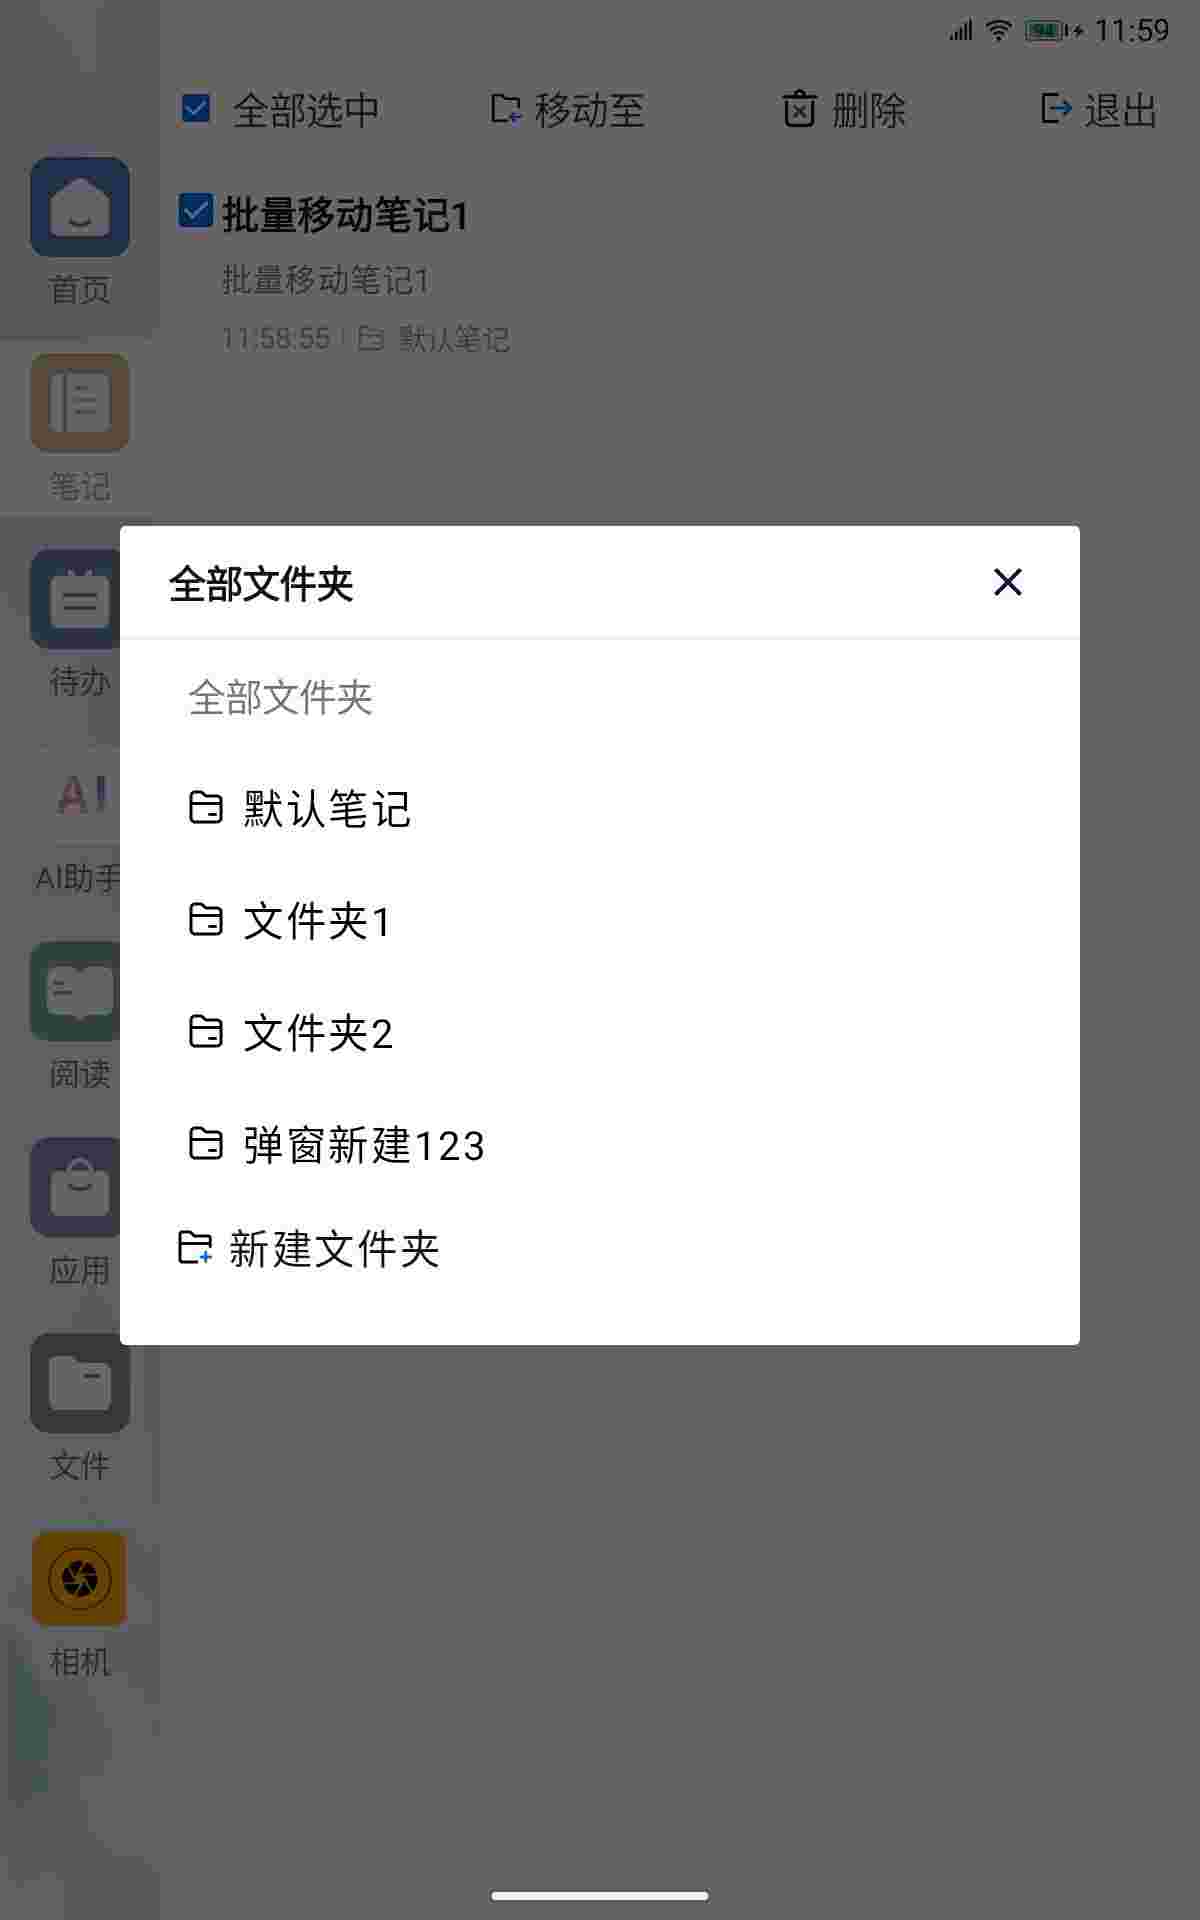 94 11:59
全部选中 移动至 删除 退出
批量移动笔记1
批量移动笔记1
11:58:55 默认笔记
首页
笔记
待办
AI
AI助手
阅读
应用
文件
相机
全部文件夹
全部文件夹
默认笔记
文件夹1
文件夹2
弹窗新建123
新建文件夹